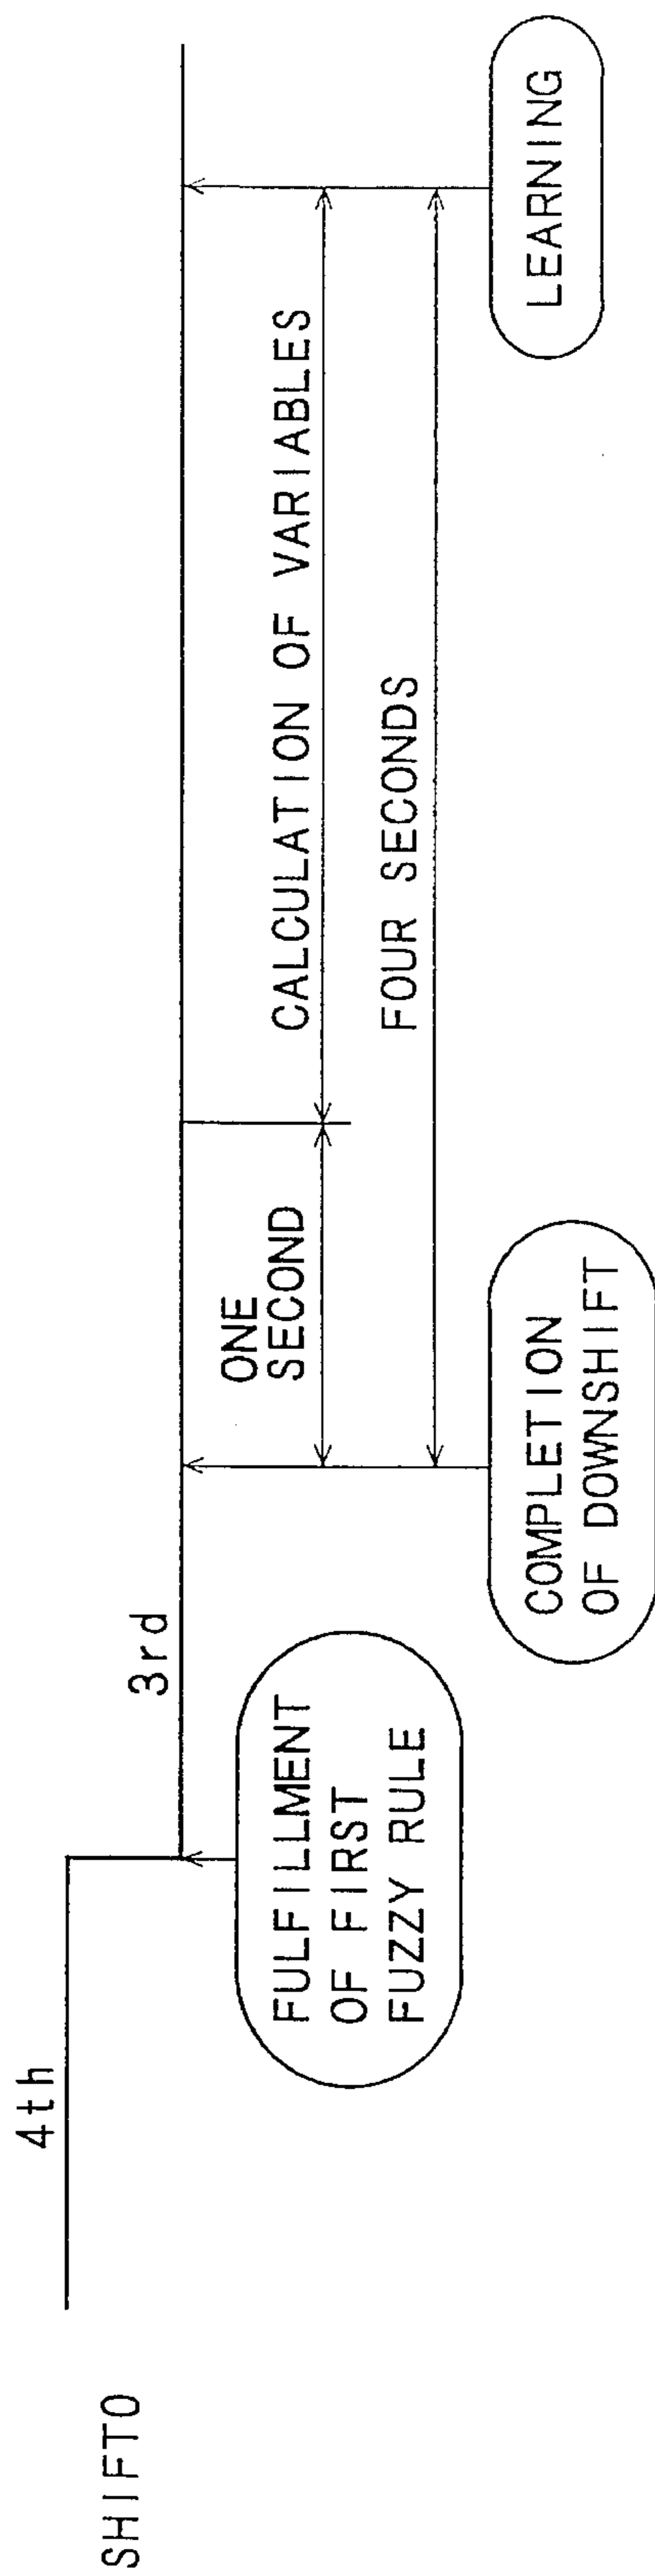 SHIFTO
4th
3rd
FULFILLMENT
OF FIRST
FUZZY RULE
ONE
SECOND
CALCULATION OF VARIABLES
FOUR SECONDS
COMPLETION
OF DOWNSHIFT
LEARNING